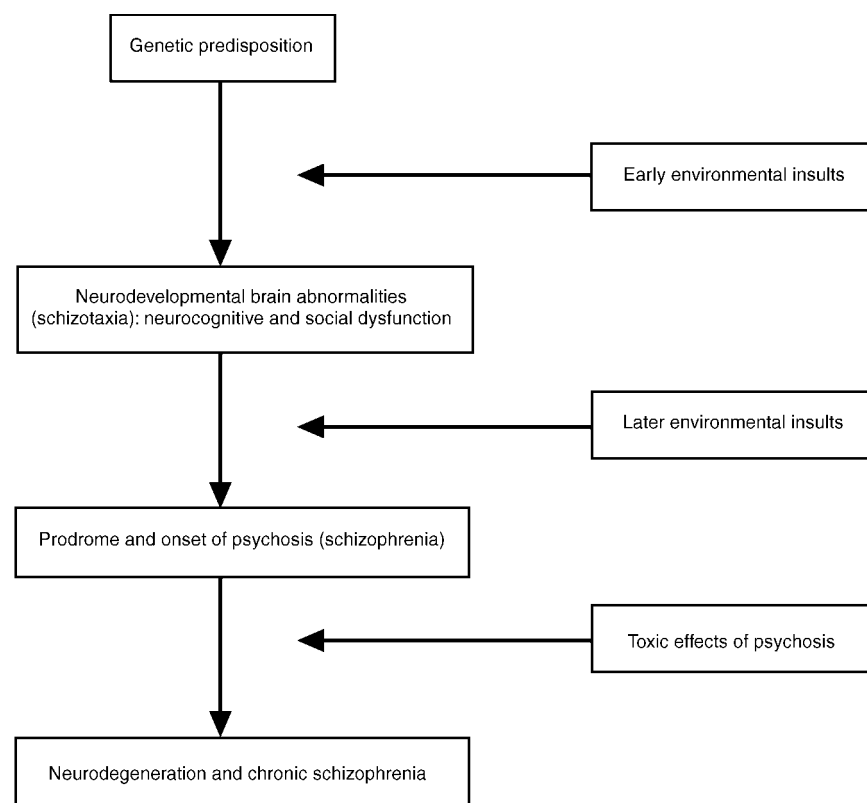 Genetic predisposition
Early environmental insults
Neurodevelopmental brain abnormalities
(schizotaxia): neurocognitive and social dysfunction
Later environmental insults
Prodrome and onset of psychosis (schizophrenia)
Toxic effects of psychosis
Neurodegeneration and chronic schizophrenia